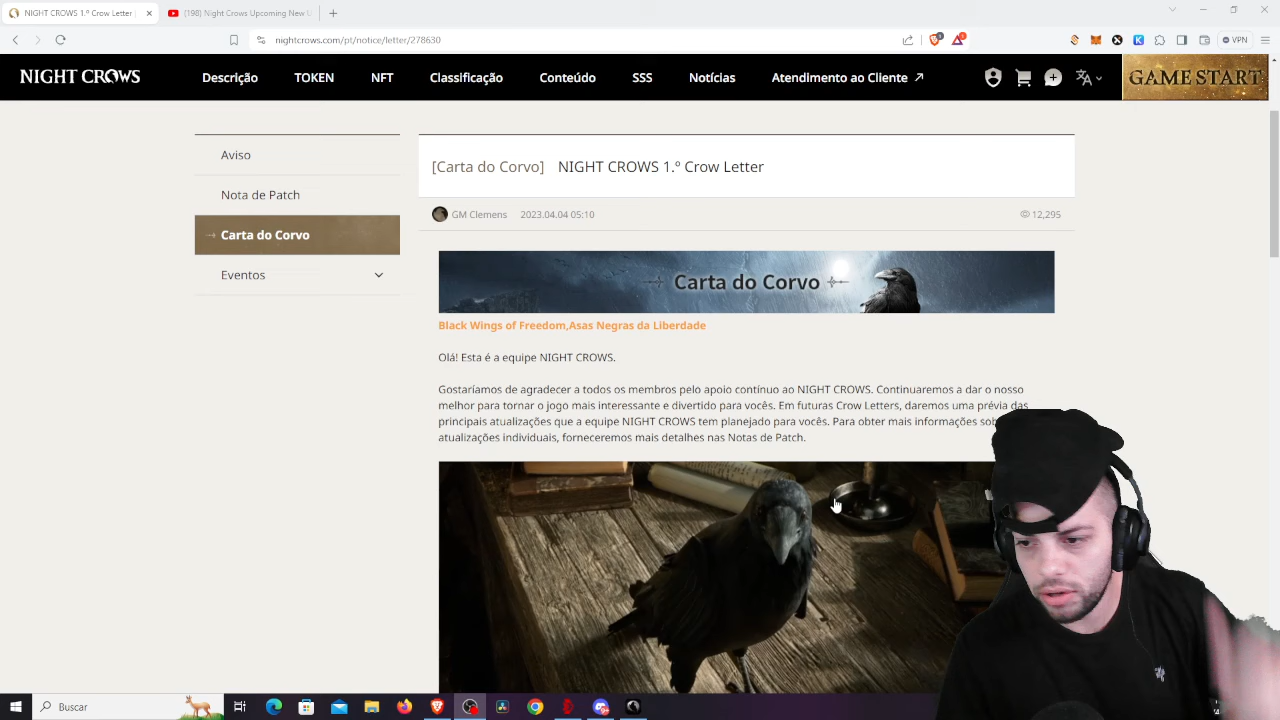 NIGHT CROWS 1.º Crow Letter
(198) Night Crows Upcoming New U
nightcrows.com/pt/notice/letter/278630
VPN
NIGHT CROWS
Descrição
TOKEN
NFT
Classificação
Conteúdo
SSS
Notícias
Atendimento ao Cliente
GAME START
Aviso
Nota de Patch
Carta do Corvo
Eventos
[Carta do Corvo] NIGHT CROWS 1.º Crow Letter
GM Clemens 2023.04.04 05:10 12,295
Carta do Corvo
Black Wings of Freedom,Asas Negras da Liberdade
Olá! Esta é a equipe NIGHT CROWS.
Gostaríamos de agradecer a todos os membros pelo apoio contínuo ao NIGHT CROWS. Continuaremos a dar o nosso
melhor para tornar o jogo mais interessante e divertido para vocês. Em futuras Crow Letters, daremos uma prévia das
principais atualizações que a equipe NIGHT CROWS tem planejado para vocês. Para obter mais informações sob
atualizações individuais, forneceremos mais detalhes nas Notas de Patch.
Buscar